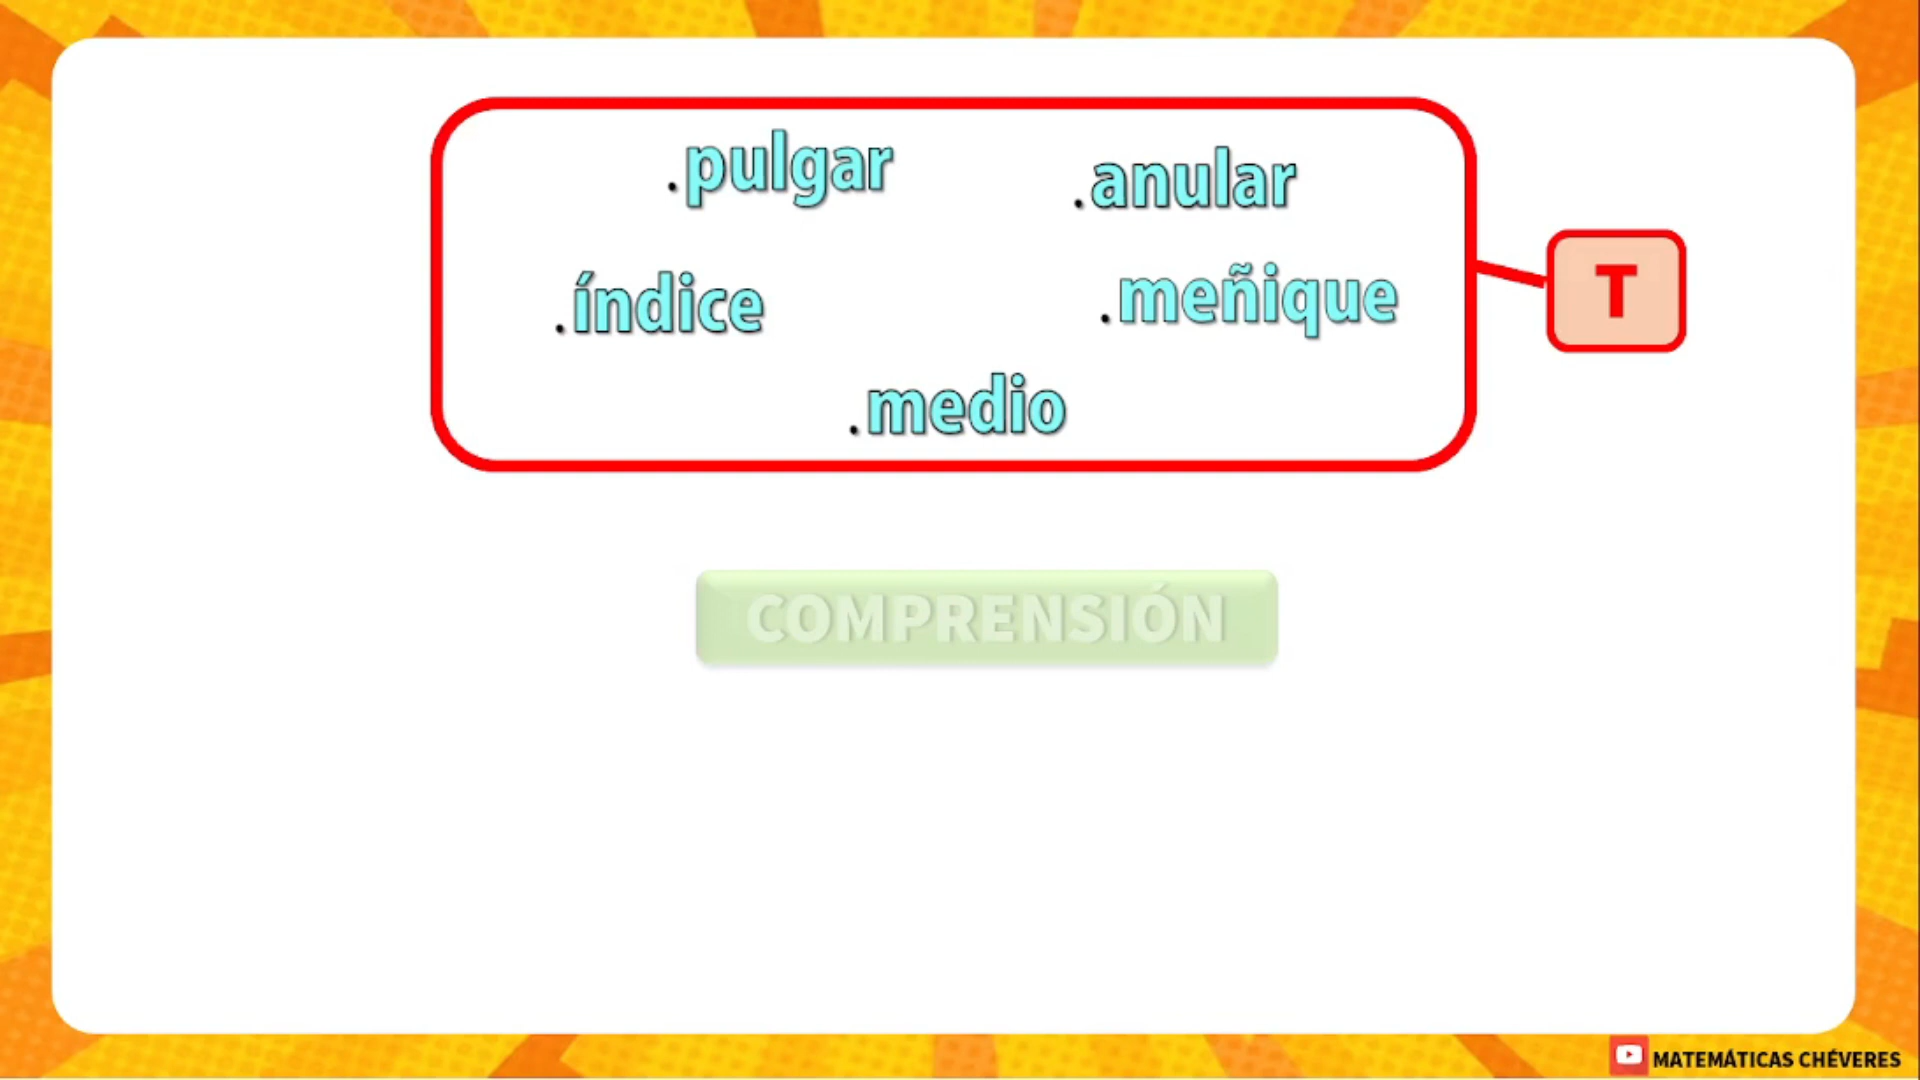 .pulgar
.anular
.índice
.meñique
.medio
T
COMPRENSIÓN
MATEMÁTICAS CHÉVERES